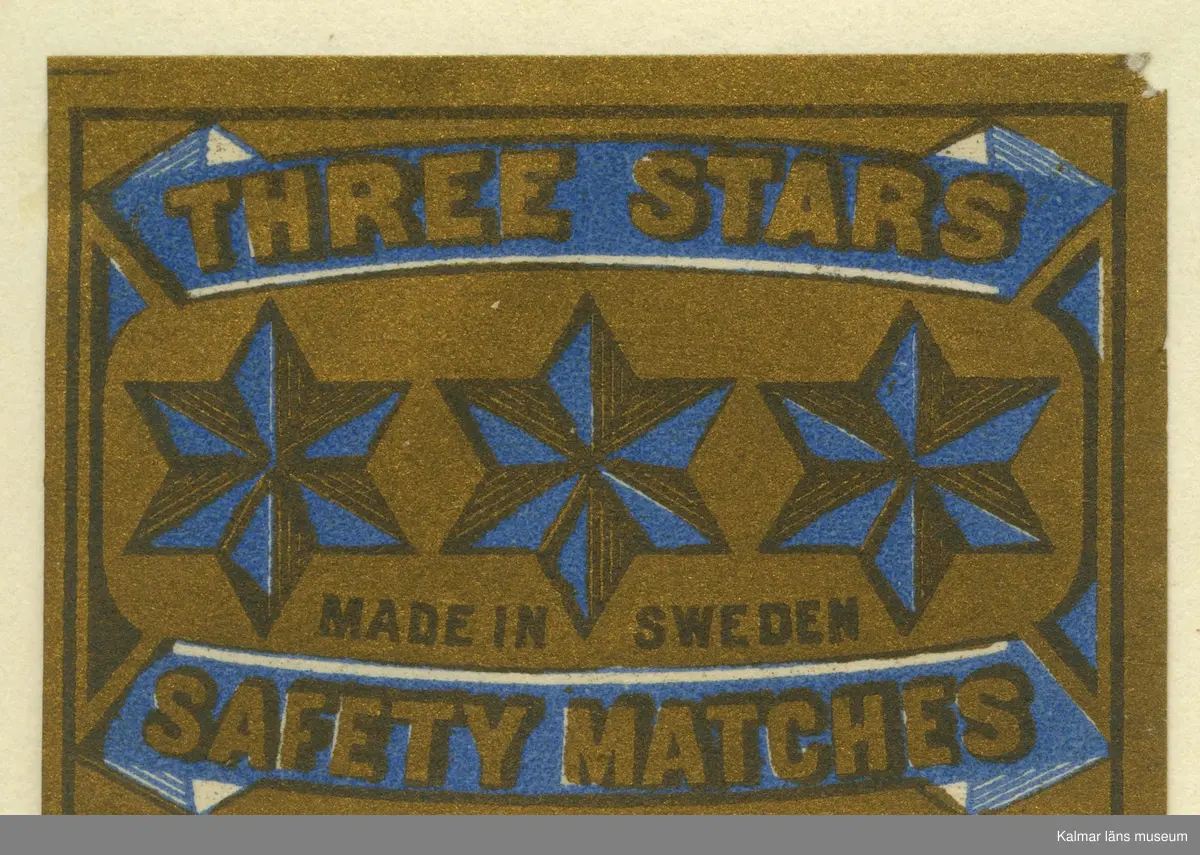 THREE STARS
MADE IN SWEDEN
SAFETY MATCHES
Kalmar läns museum